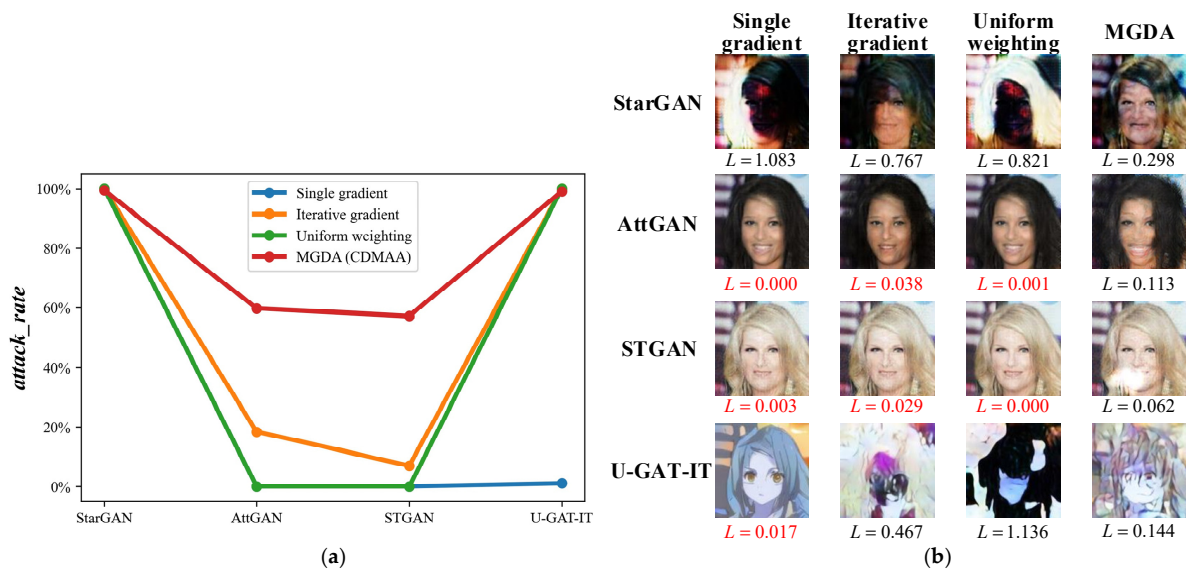 100%
80%
60%
40%
20%
0%
attack_rate
Single gradient
Iterative gradient
Uniform weighting
MGDA (CDMAA)
StarGAN
AttGAN
STGAN
U-GAT-IT
(a)
Single gradient
Iterative gradient
Uniform weighting
MGDA
StarGAN
L = 1.083
L = 0.767
L = 0.821
L = 0.298
AttGAN
L = 0.000
L = 0.038
L = 0.001
L = 0.113
STGAN
L = 0.003
L = 0.029
L = 0.000
L = 0.062
U-GAT-IT
L = 0.017
L = 0.467
L = 1.136
L = 0.144
(b)